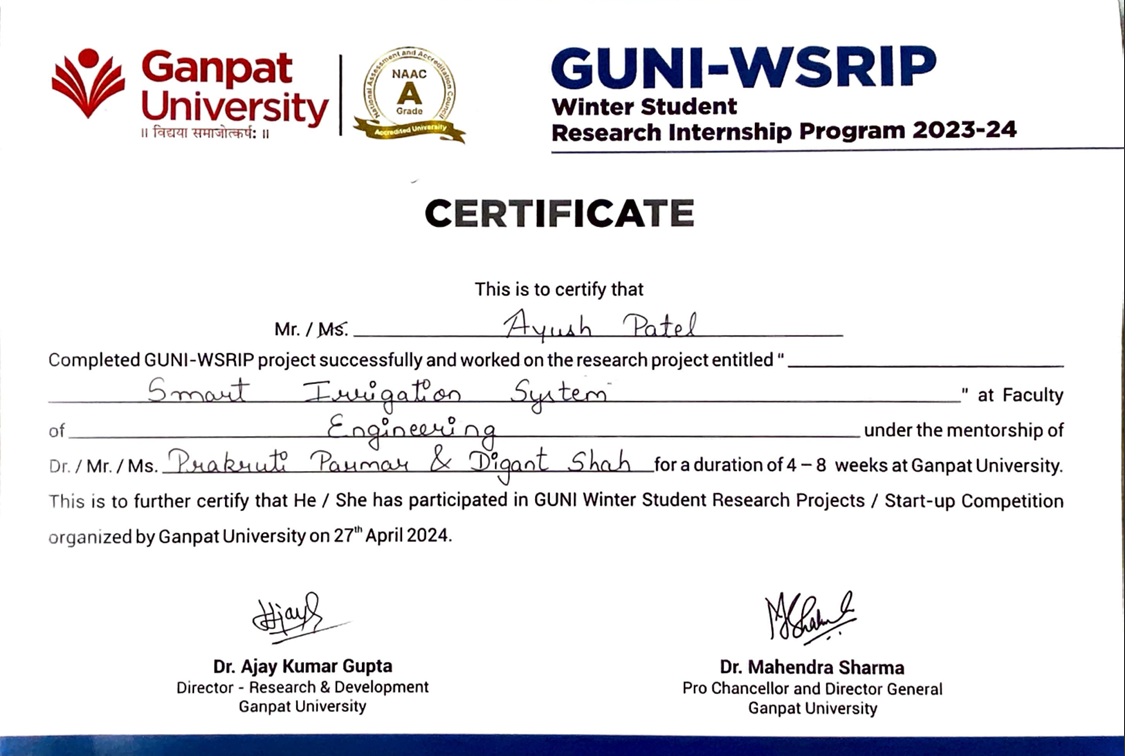 Ganpat
University
॥ विद्यया समाजोत्कर्षः ॥
National Assessment and Accreditation Council
NAAC
A
Grade
Accredited University
GUNI-WSRIP
Winter Student
Research Internship Program 2023-24
CERTIFICATE
This is to certify that
Mr. / Ms. Ayush Patel
Completed GUNI-WSRIP project successfully and worked on the research project entitled "
Smart Irrigation System " at Faculty
of Engineering under the mentorship of
Dr. / Mr. / Ms. Prakruti Parmar & Digant Shah for a duration of 4 – 8 weeks at Ganpat University.
This is to further certify that He / She has participated in GUNI Winter Student Research Projects / Start-up Competition
organized by Ganpat University on 27th April 2024.
Dr. Ajay Kumar Gupta
Director - Research & Development
Ganpat University
Dr. Mahendra Sharma
Pro Chancellor and Director General
Ganpat University